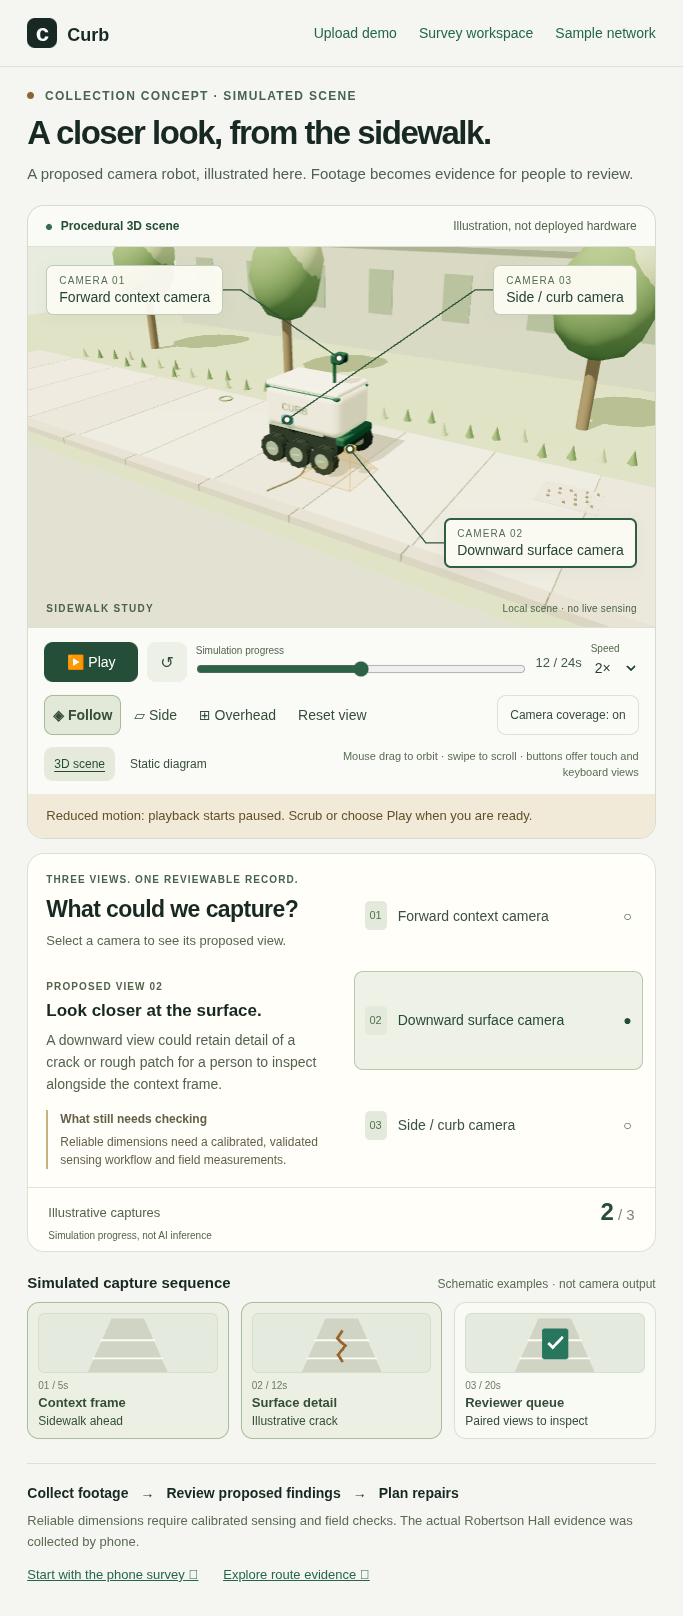 c Curb
Upload demo Survey workspace Sample network
COLLECTION CONCEPT · SIMULATED SCENE
A closer look, from the sidewalk.
A proposed camera robot, illustrated here. Footage becomes evidence for people to review.
Procedural 3D scene
Illustration, not deployed hardware
CAMERA 01
Forward context camera
CAMERA 03
Side / curb camera
CURB
CAMERA 02
Downward surface camera
SIDEWALK STUDY
Local scene · no live sensing
▶️ Play
↺
Simulation progress
12 / 24s
Speed
2×
◈ Follow
▱ Side
⊞ Overhead
Reset view
Camera coverage: on
3D scene
Static diagram
Mouse drag to orbit · swipe to scroll · buttons offer touch and
keyboard views
Reduced motion: playback starts paused. Scrub or choose Play when you are ready.
THREE VIEWS. ONE REVIEWABLE RECORD.
What could we capture?
Select a camera to see its proposed view.
PROPOSED VIEW 02
Look closer at the surface.
A downward view could retain detail of a
crack or rough patch for a person to inspect
alongside the context frame.
What still needs checking
Reliable dimensions need a calibrated, validated
sensing workflow and field measurements.
01 Forward context camera ○
02 Downward surface camera ●
03 Side / curb camera ○
Illustrative captures
Simulation progress, not AI inference
2 / 3
Simulated capture sequence
Schematic examples · not camera output
01 / 5s
Context frame
Sidewalk ahead
02 / 12s
Surface detail
Illustrative crack
03 / 20s
Reviewer queue
Paired views to inspect
Collect footage → Review proposed findings → Plan repairs
Reliable dimensions require calibrated sensing and field checks. The actual Robertson Hall evidence was
collected by phone.
Start with the phone survey
Explore route evidence